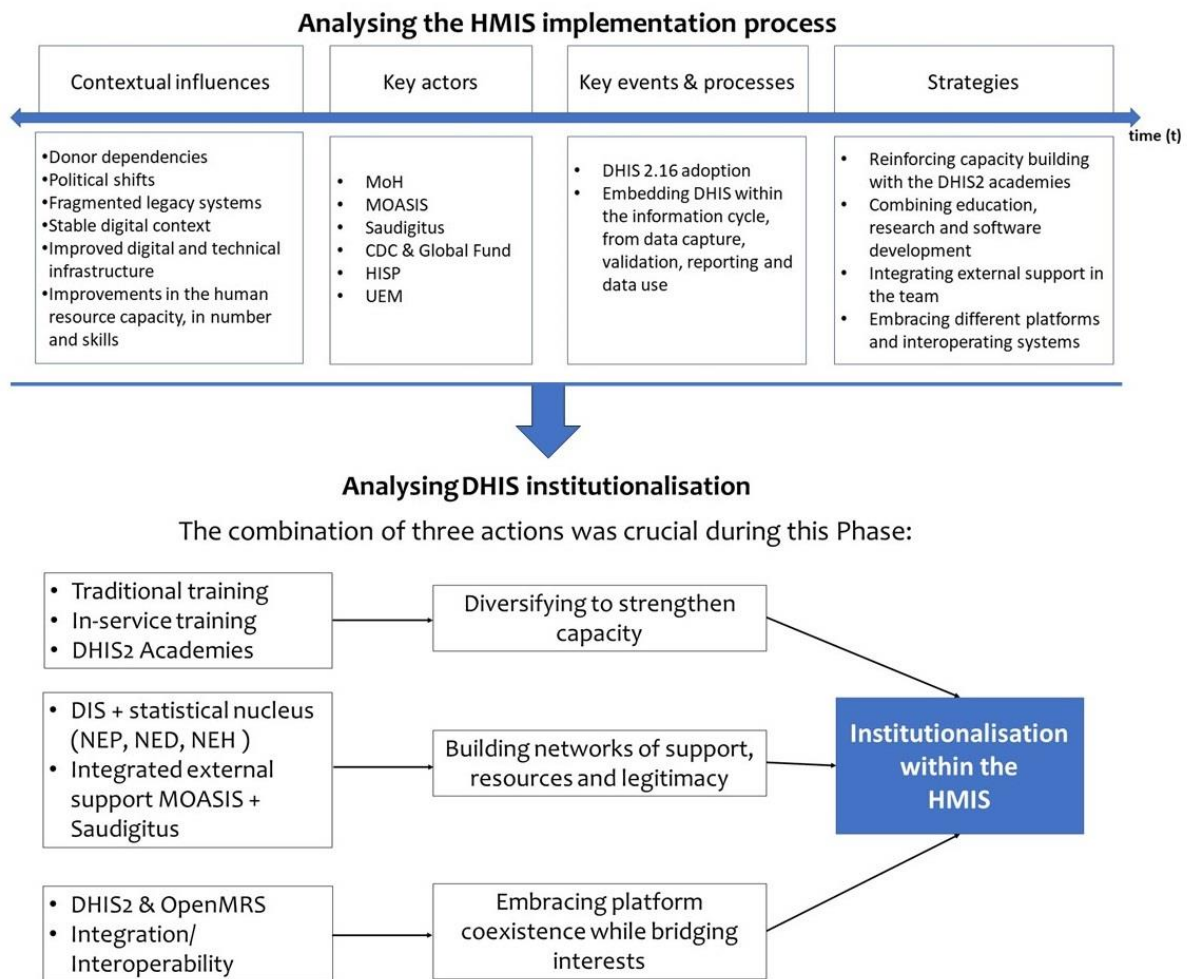 Analysing the HMIS implementation process
Contextual influences
Key actors
Key events & processes
Strategies
time (t)
•Donor dependencies
•Political shifts
•Fragmented legacy systems
•Stable digital context
•Improved digital and technical
infrastructure
•Improvements in the human
resource capacity, in number
and skills
• MoH
• MOASIS
• Saudigitus
• CDC & Global Fund
• HISP
• UEM
• DHIS 2.16 adoption
• Embedding DHIS within
the information cycle,
from data capture,
validation, reporting and
data use
• Reinforcing capacity building
with the DHIS2 academies
• Combining education,
research and software
development
• Integrating external support in
the team
• Embracing different platforms
and interoperating systems
Analysing DHIS institutionalisation
The combination of three actions was crucial during this Phase:
• Traditional training
• In-service training
• DHIS2 Academies
Diversifying to strengthen
capacity
• DIS + statistical nucleus
(NEP, NED, NEH )
• Integrated external
support MOASIS +
Saudigitus
Building networks of support,
resources and legitimacy
Institutionalisation
within the
HMIS
• DHIS2 & OpenMRS
• Integration/
Interoperability
Embracing platform
coexistence while bridging
interests